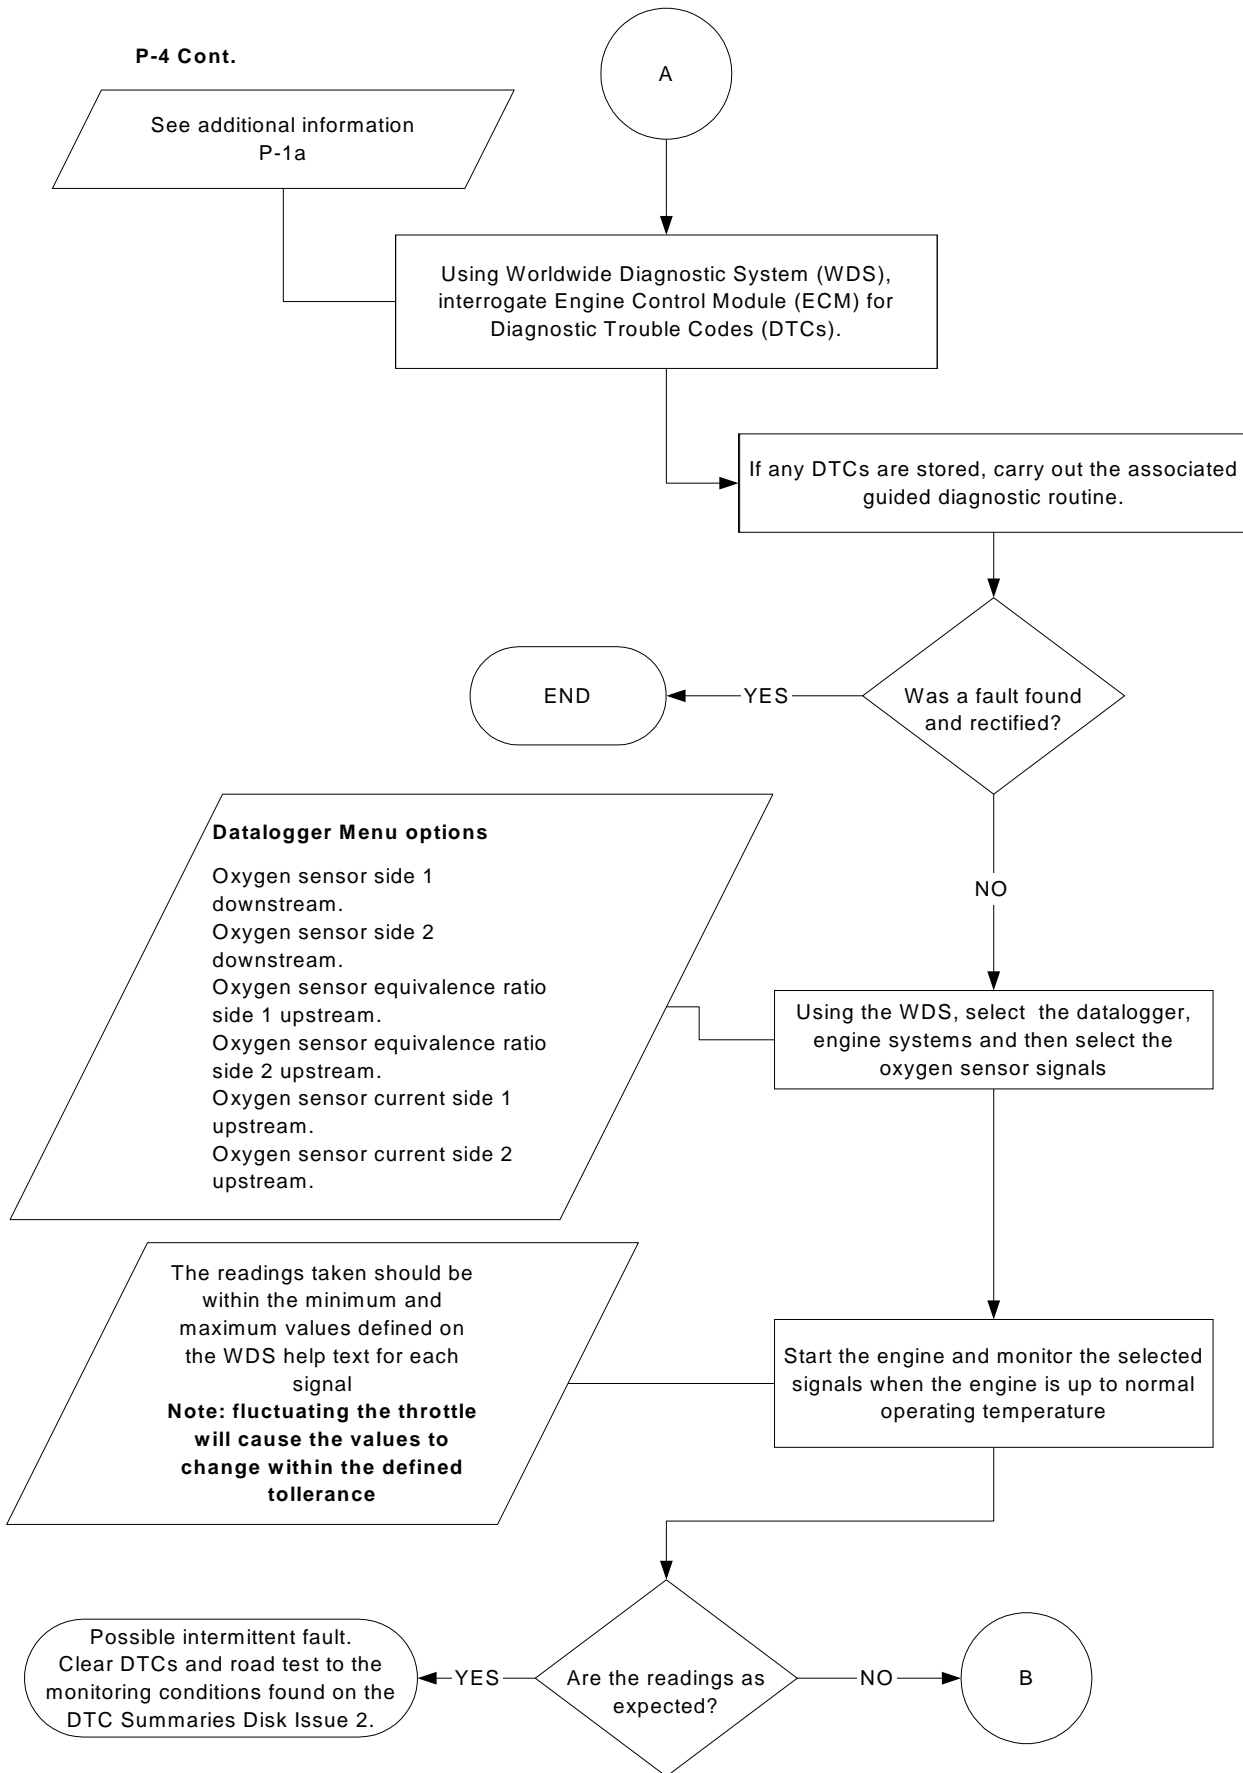 P-4 Cont.
A
See additional information
P-1a
Using Worldwide Diagnostic System (WDS),
interrogate Engine Control Module (ECM) for
Diagnostic Trouble Codes (DTCs).
If any DTCs are stored, carry out the associated
guided diagnostic routine.
END
YES
Was a fault found
and rectified?
NO
Datalogger Menu options
Oxygen sensor side 1
downstream.
Oxygen sensor side 2
downstream.
Oxygen sensor equivalence ratio
side 1 upstream.
Oxygen sensor equivalence ratio
side 2 upstream.
Oxygen sensor current side 1
upstream.
Oxygen sensor current side 2
upstream.
Using the WDS, select the datalogger,
engine systems and then select the
oxygen sensor signals
The readings taken should be
within the minimum and
maximum values defined on
the WDS help text for each
signal
Note: fluctuating the throttle
will cause the values to
change within the defined
tollerance
Start the engine and monitor the selected
signals when the engine is up to normal
operating temperature
Possible intermittent fault.
Clear DTCs and road test to the
monitoring conditions found on the
DTC Summaries Disk Issue 2.
YES
Are the readings as
expected?
NO
B